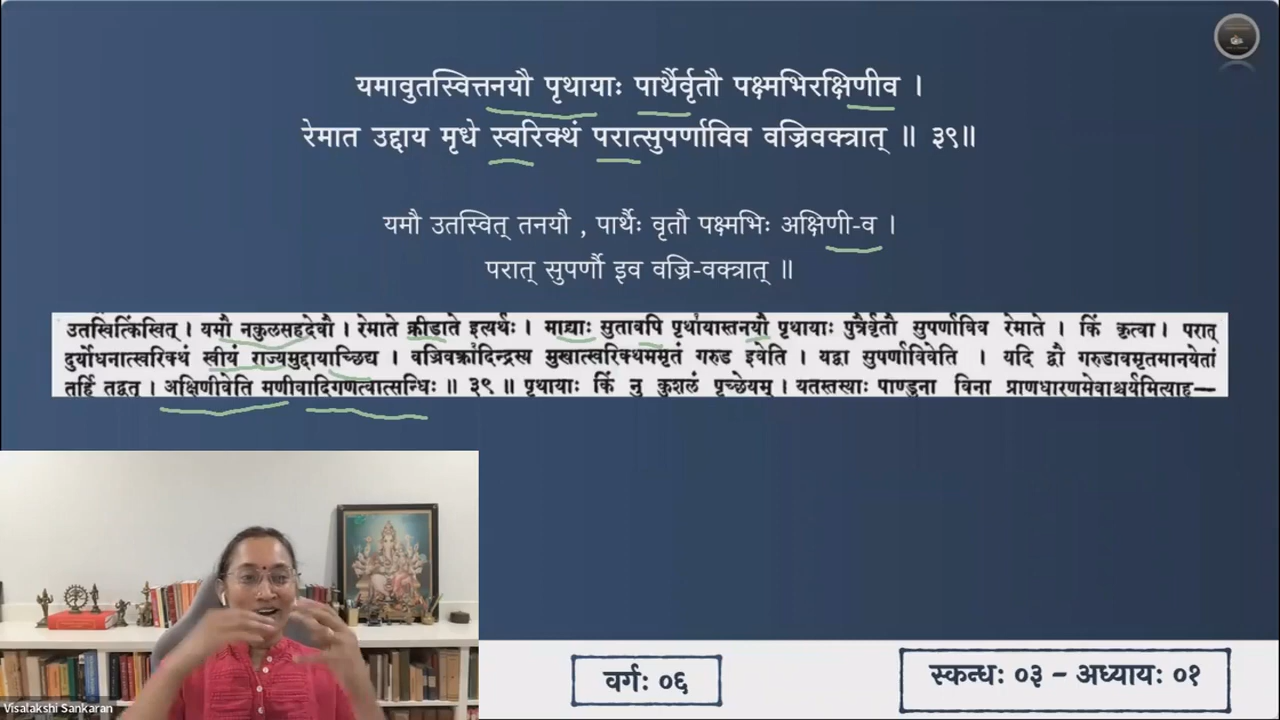 यमावुतस्वित्तनयौ पृथायाः पार्थैर्वृतौ पक्ष्मभिरक्षिणीव ।
रेमात उद्दाय मृधे स्वरिक्थं परात्सुपर्णाविव वज्रिवक्त्रात् ॥ ३९॥
यमौ उतस्वित् तनयौ , पार्थैः वृतौ पक्ष्मभिः अक्षिणी-व ।
परात् सुपर्णौ इव वज्रि-वक्त्रात् ॥
उतस्वित्किंस्वित् । यमौ नकुलसहदेवौ । रेमाते क्रीडाते इत्यर्थः । माद्र्याः सुतावपि पृथायास्तनयौ पृथायाः पुत्रैर्वृतौ सुपर्णाविव रेमाते । किं कृत्वा । परात्
दुर्योधनात्स्वरिक्थं स्वीयं राज्यमुद्दायाच्छिद्य । वज्रिवक्रादिन्द्रस्य मुखात्स्वरिक्थममृतं गरुड इवेति । यद्वा सुपर्णाविवेति । यदि द्वौ गरुडावमृतमानयेतां
तर्हि तद्वत् । अक्षिणीवेति मणीवादिगणत्वात्सन्धिः ॥ ३९ ॥ पृथायाः किं नु कुशलं पृच्छेयम् । यतस्तस्याः पाण्डुना विना प्राणधारणमेवाश्चर्यमित्याह—
Visalakshi Sankaran
वर्गः ०६
स्कन्धः ०३ – अध्यायः ०१